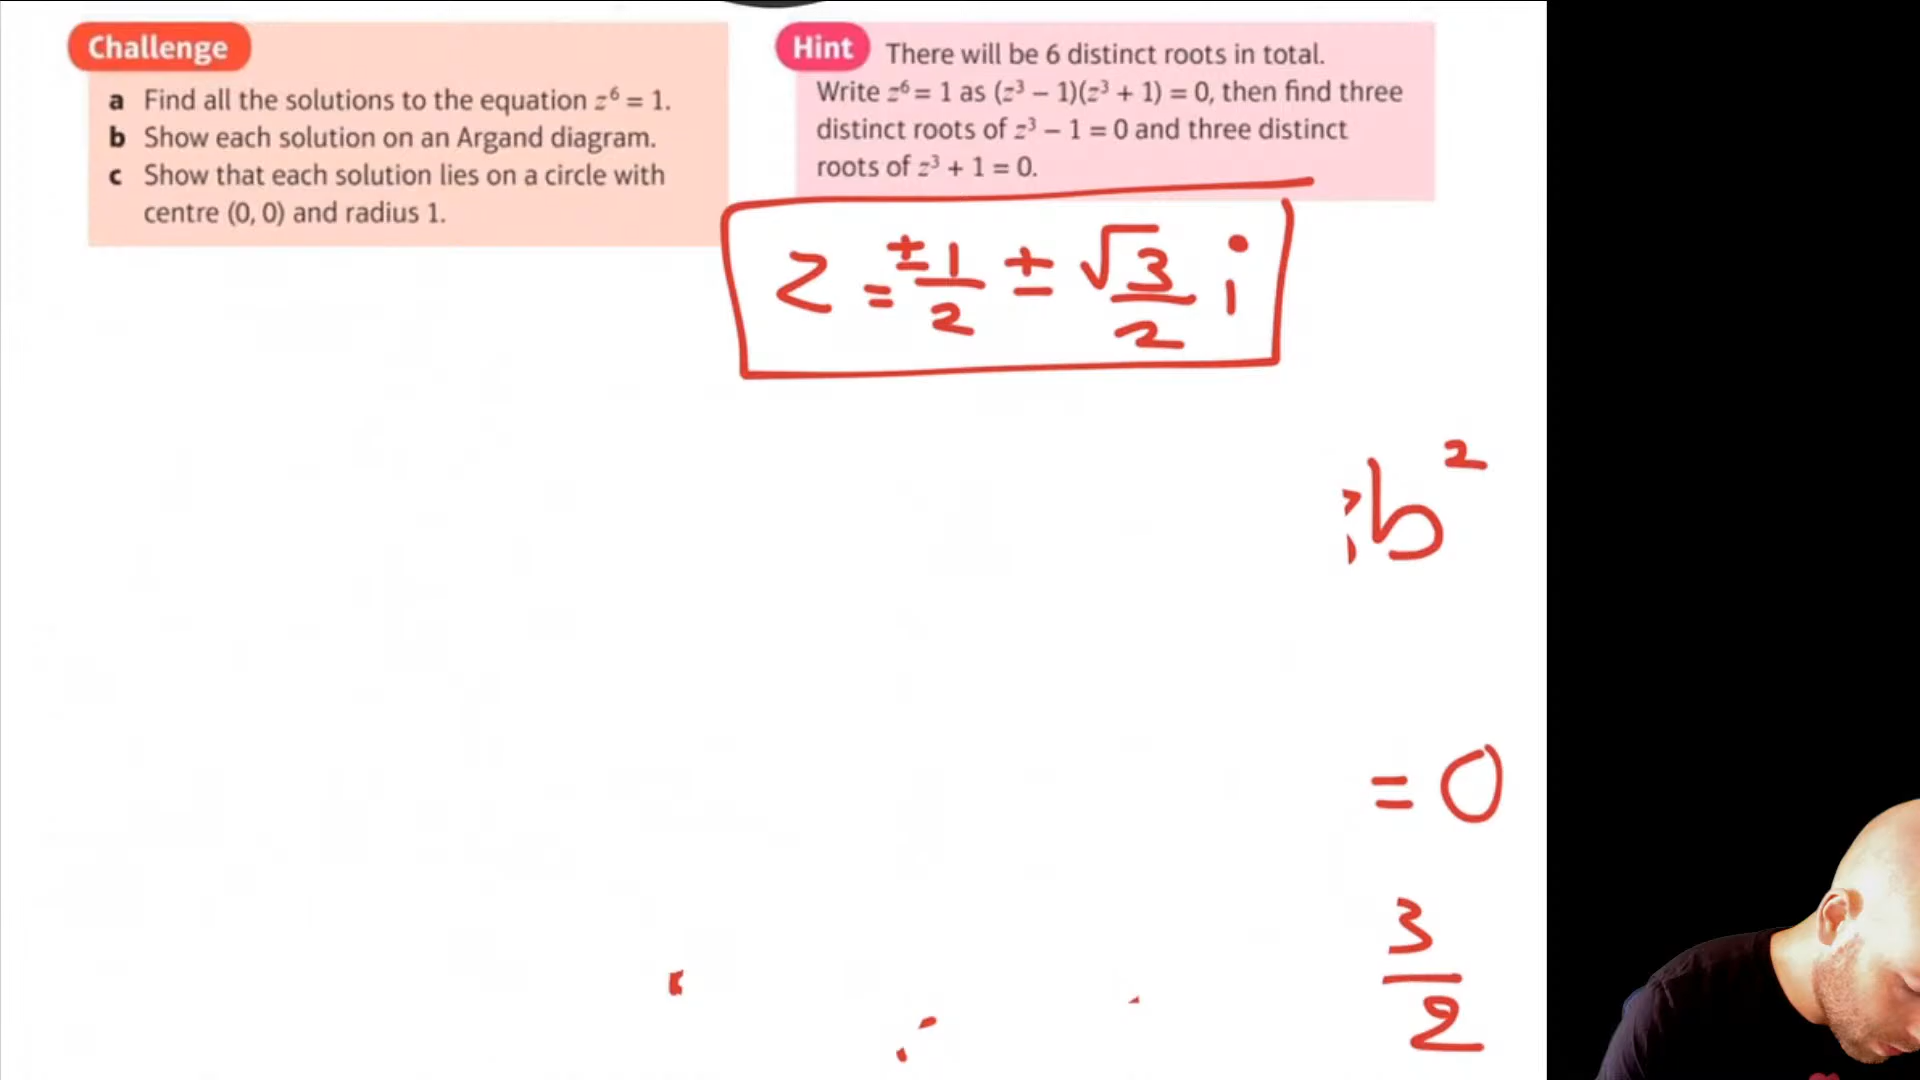 Challenge
a Find all the solutions to the equation z⁶ = 1.
b Show each solution on an Argand diagram.
c Show that each solution lies on a circle with
centre (0, 0) and radius 1.
Hint There will be 6 distinct roots in total.
Write z⁶ = 1 as (z³ − 1)(z³ + 1) = 0, then find three
distinct roots of z³ − 1 = 0 and three distinct
roots of z³ + 1 = 0.
z = ±1/2 ± √3/2 i
b²
= 0
3/2